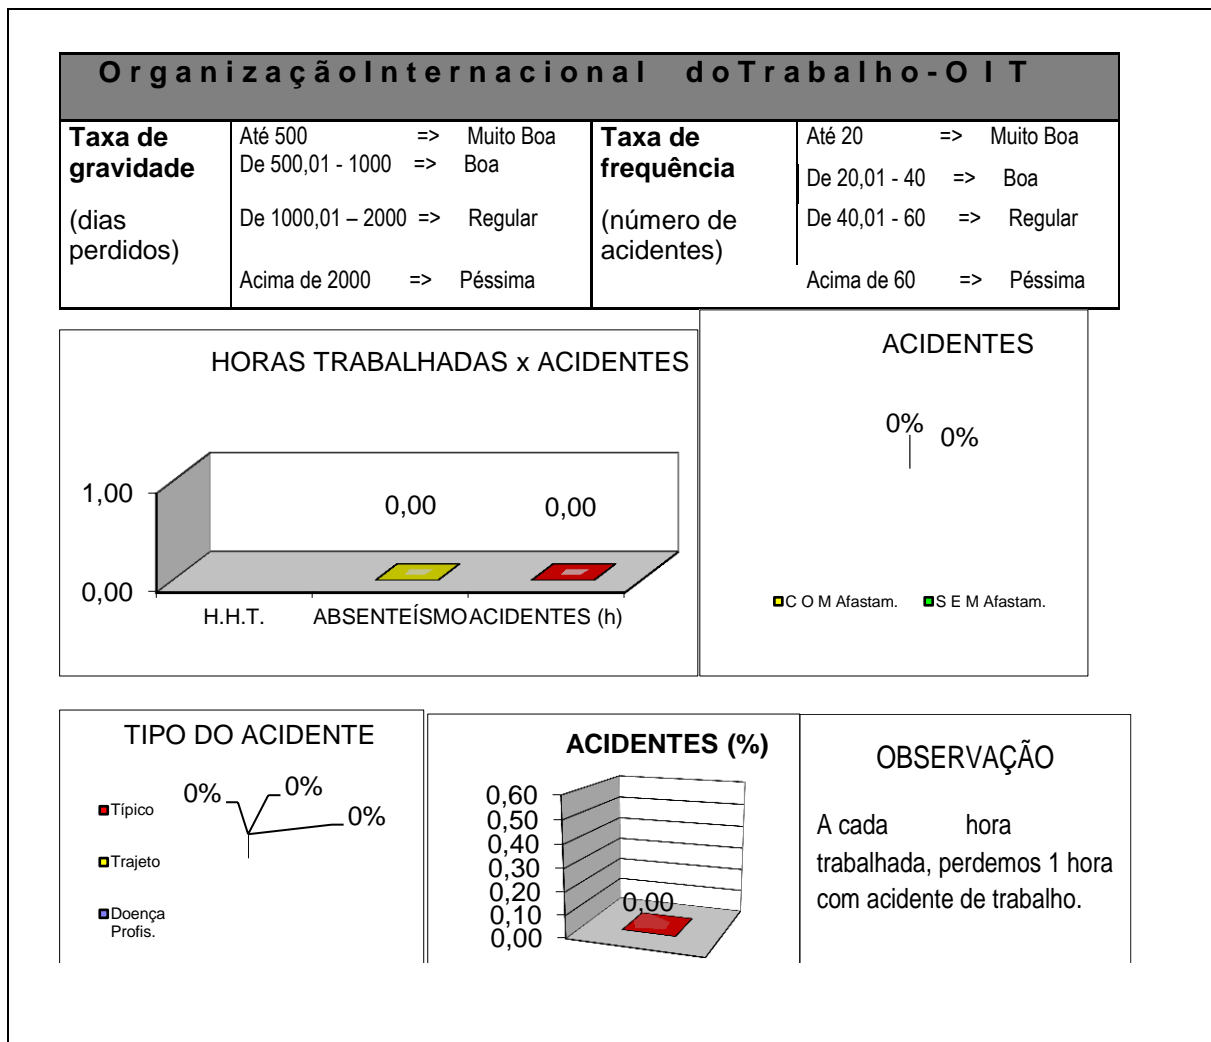 OrganizaçãoInternacional doTrabalho-OIT
Taxa de gravidade
(dias perdidos)
Até 500 => Muito Boa
De 500,01 - 1000 => Boa
De 1000,01 – 2000 => Regular
Acima de 2000 => Péssima
Taxa de frequência
(número de acidentes)
Até 20 => Muito Boa
De 20,01 - 40 => Boa
De 40,01 - 60 => Regular
Acima de 60 => Péssima
HORAS TRABALHADAS x ACIDENTES
1,00
0,00
0,00 0,00
H.H.T. ABSENTEÍSMO ACIDENTES (h)
ACIDENTES
0% 0%
C O M Afastam. S E M Afastam.
TIPO DO ACIDENTE
0% 0% 0%
Típico
Trajeto
Doença
Profis.
ACIDENTES (%)
0,60
0,50
0,40
0,30
0,20
0,10
0,00
0,00
OBSERVAÇÃO
A cada hora
trabalhada, perdemos 1 hora
com acidente de trabalho.